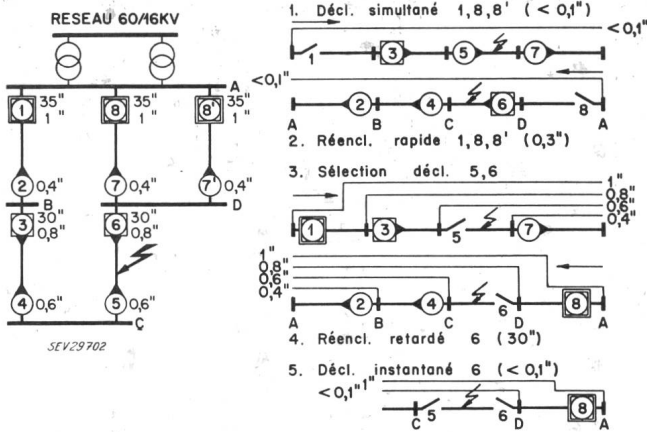 RESEAU 60/16KV
A
1 35" 1" 8 35" 1" 8' 35" 1"
2 0,4" 7 0,4" 7' 0,4"
B D
3 30" 0,8" 6 30" 0,8"
4 0,6" 5 0,6"
C
SEV29702
1. Décl. simultané 1,8,8' (<0,1")
<0,1"
1 3 5 7
<0,1"
2 4 6 8
A B C D A
2. Réencl. rapide 1,8,8' (0,3")
3. Sélection décl. 5,6
1"
0,8"
0,6"
0,4"
1 3 5 7
1"
0,8"
0,6"
0,4"
2 4 6 8
A B C D A
4. Réencl. retardé 6 (30")
5. Décl. instantané 6 (<0,1")
<0,1" 1"
5 6 8
C D A